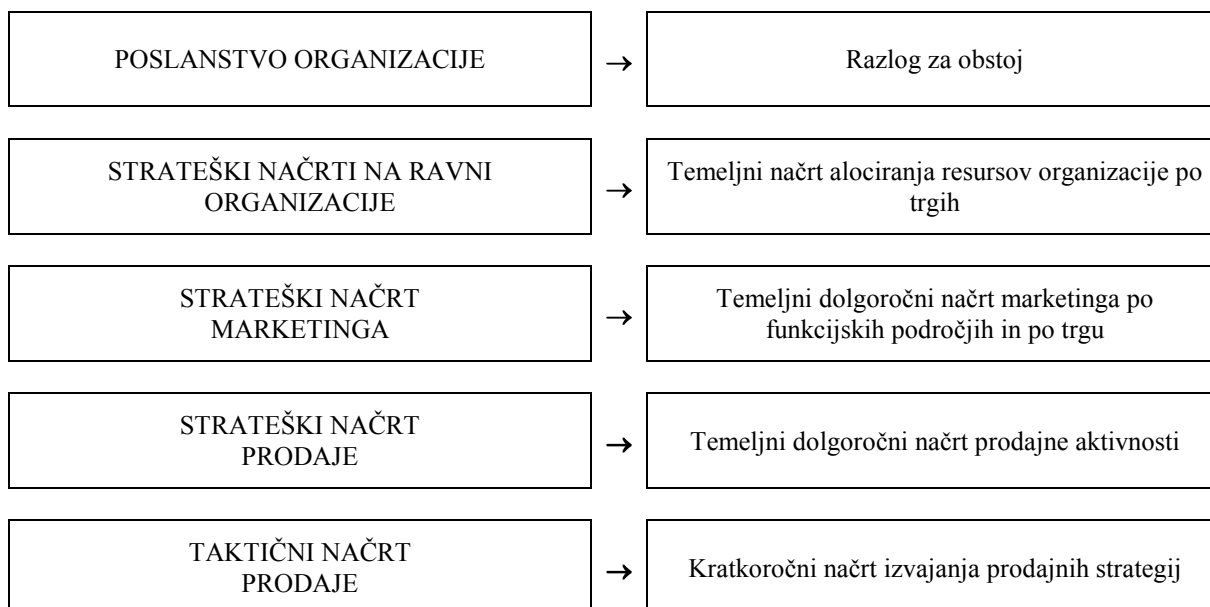 POSLANSTVO ORGANIZACIJE → Razlog za obstoj
STRATEŠKI NAČRTI NA RAVNI
ORGANIZACIJE
→
Temeljni načrt alociranja resursov organizacije po
trgih
STRATEŠKI NAČRT
MARKETINGA
→
Temeljni dolgoročni načrt marketinga po
funkcijskih področjih in po trgu
STRATEŠKI NAČRT
PRODAJE
→
Temeljni dolgoročni načrt prodajne aktivnosti
TAKTIČNI NAČRT
PRODAJE
→
Kratkoročni načrt izvajanja prodajnih strategij